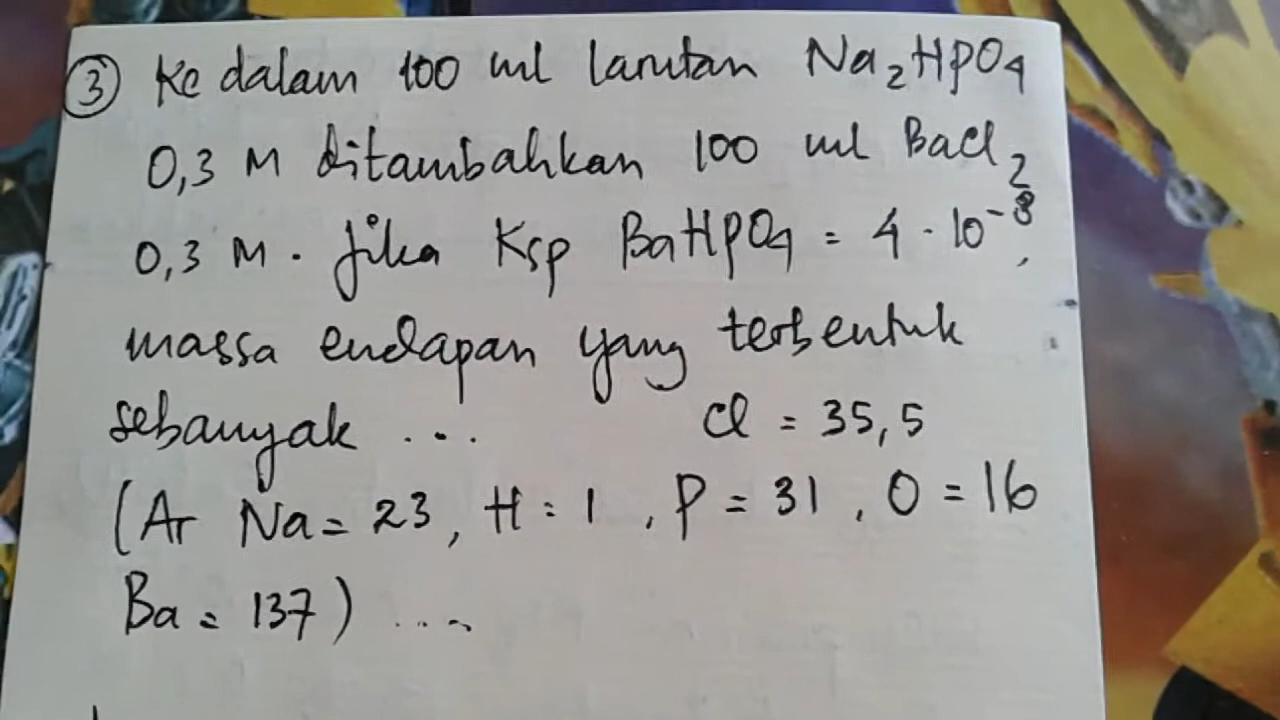 ③ Ke dalam 100 ml larutan Na₂HPO₄
0,3 M ditambahkan 100 ml BaCl₂
0,3 M. Jika Ksp BaHPO₄ = 4 · 10⁻⁸,
massa endapan yang terbentuk
sebanyak ... Cl = 35,5
(Ar Na = 23, H = 1, P = 31, O = 16
Ba = 137) ....